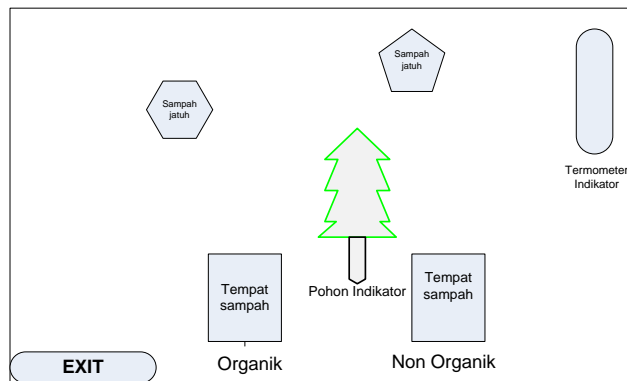 Sampah
jatuh
Sampah
jatuh
Termometer
Indikator
Tempat
sampah
Pohon Indikator
Tempat
sampah
EXIT
Organik
Non Organik